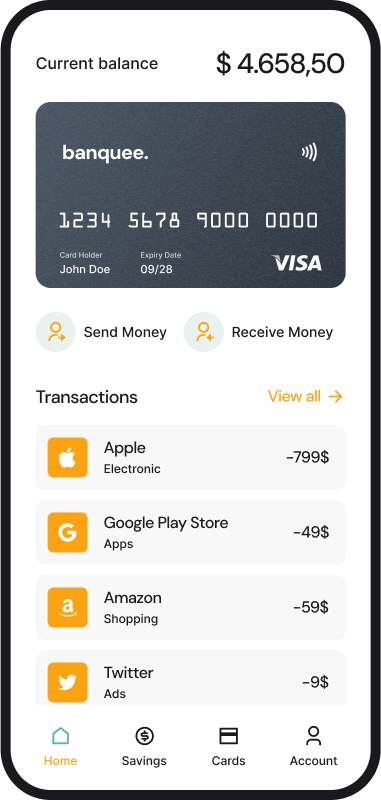 Current balance
$ 4.658,50
banquee.
1234 5678 9000 0000
Card Holder
Expiry Date
John Doe
09/28
VISA
Send Money
Receive Money
Transactions
View all
Apple
Electronic
-799$
Google Play Store
Apps
-49$
Amazon
Shopping
-59$
Twitter
Ads
-9$
Home
Savings
Cards
Account